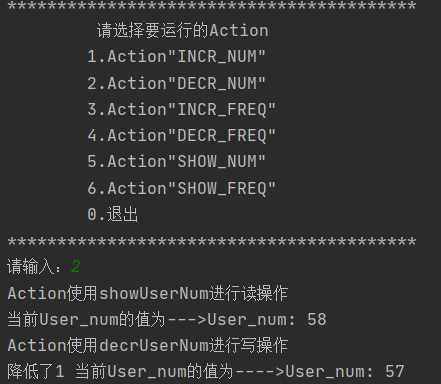 *****************************************
请选择要运行的Action
1.Action"INCR_NUM"
2.Action"DECR_NUM"
3.Action"INCR_FREQ"
4.Action"DECR_FREQ"
5.Action"SHOW_NUM"
6.Action"SHOW_FREQ"
0.退出
*****************************************
请输入：2
Action使用showUserNum进行读操作
当前User_num的值为--->User_num: 58
Action使用decrUserNum进行写操作
降低了1 当前User_num的值为---->User_num: 57